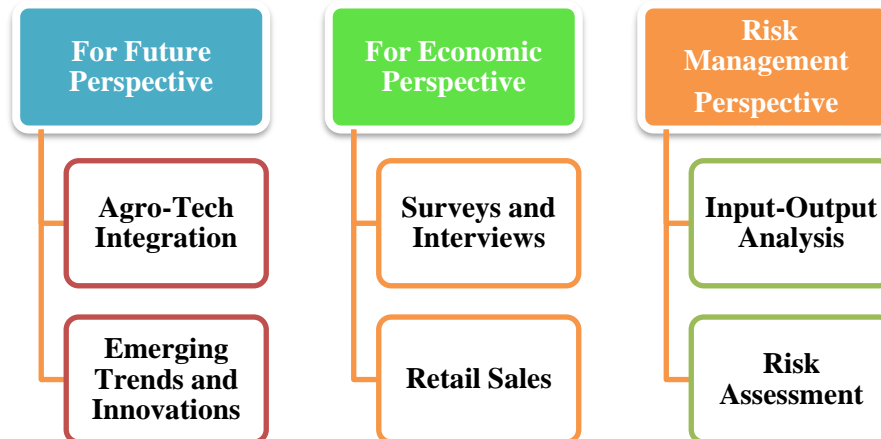 For Future
Perspective
Agro-Tech
Integration
Emerging
Trends and
Innovations
For Economic
Perspective
Surveys and
Interviews
Retail Sales
Risk
Management
Perspective
Input-Output
Analysis
Risk
Assessment